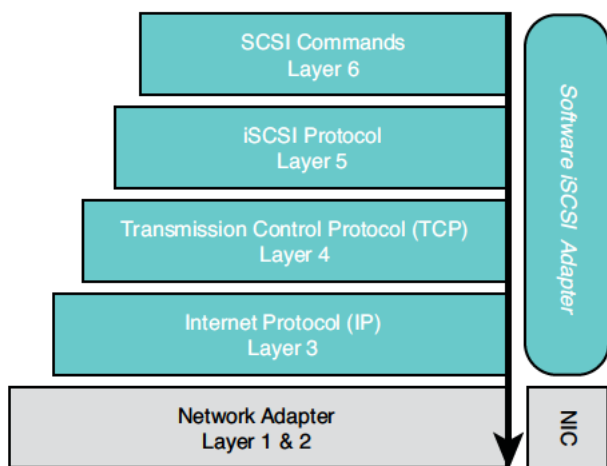 SCSI Commands
Layer 6
iSCSI Protocol
Layer 5
Transmission Control Protocol (TCP)
Layer 4
Internet Protocol (IP)
Layer 3
Network Adapter
Layer 1 & 2
Software iSCSI Adapter
NIC